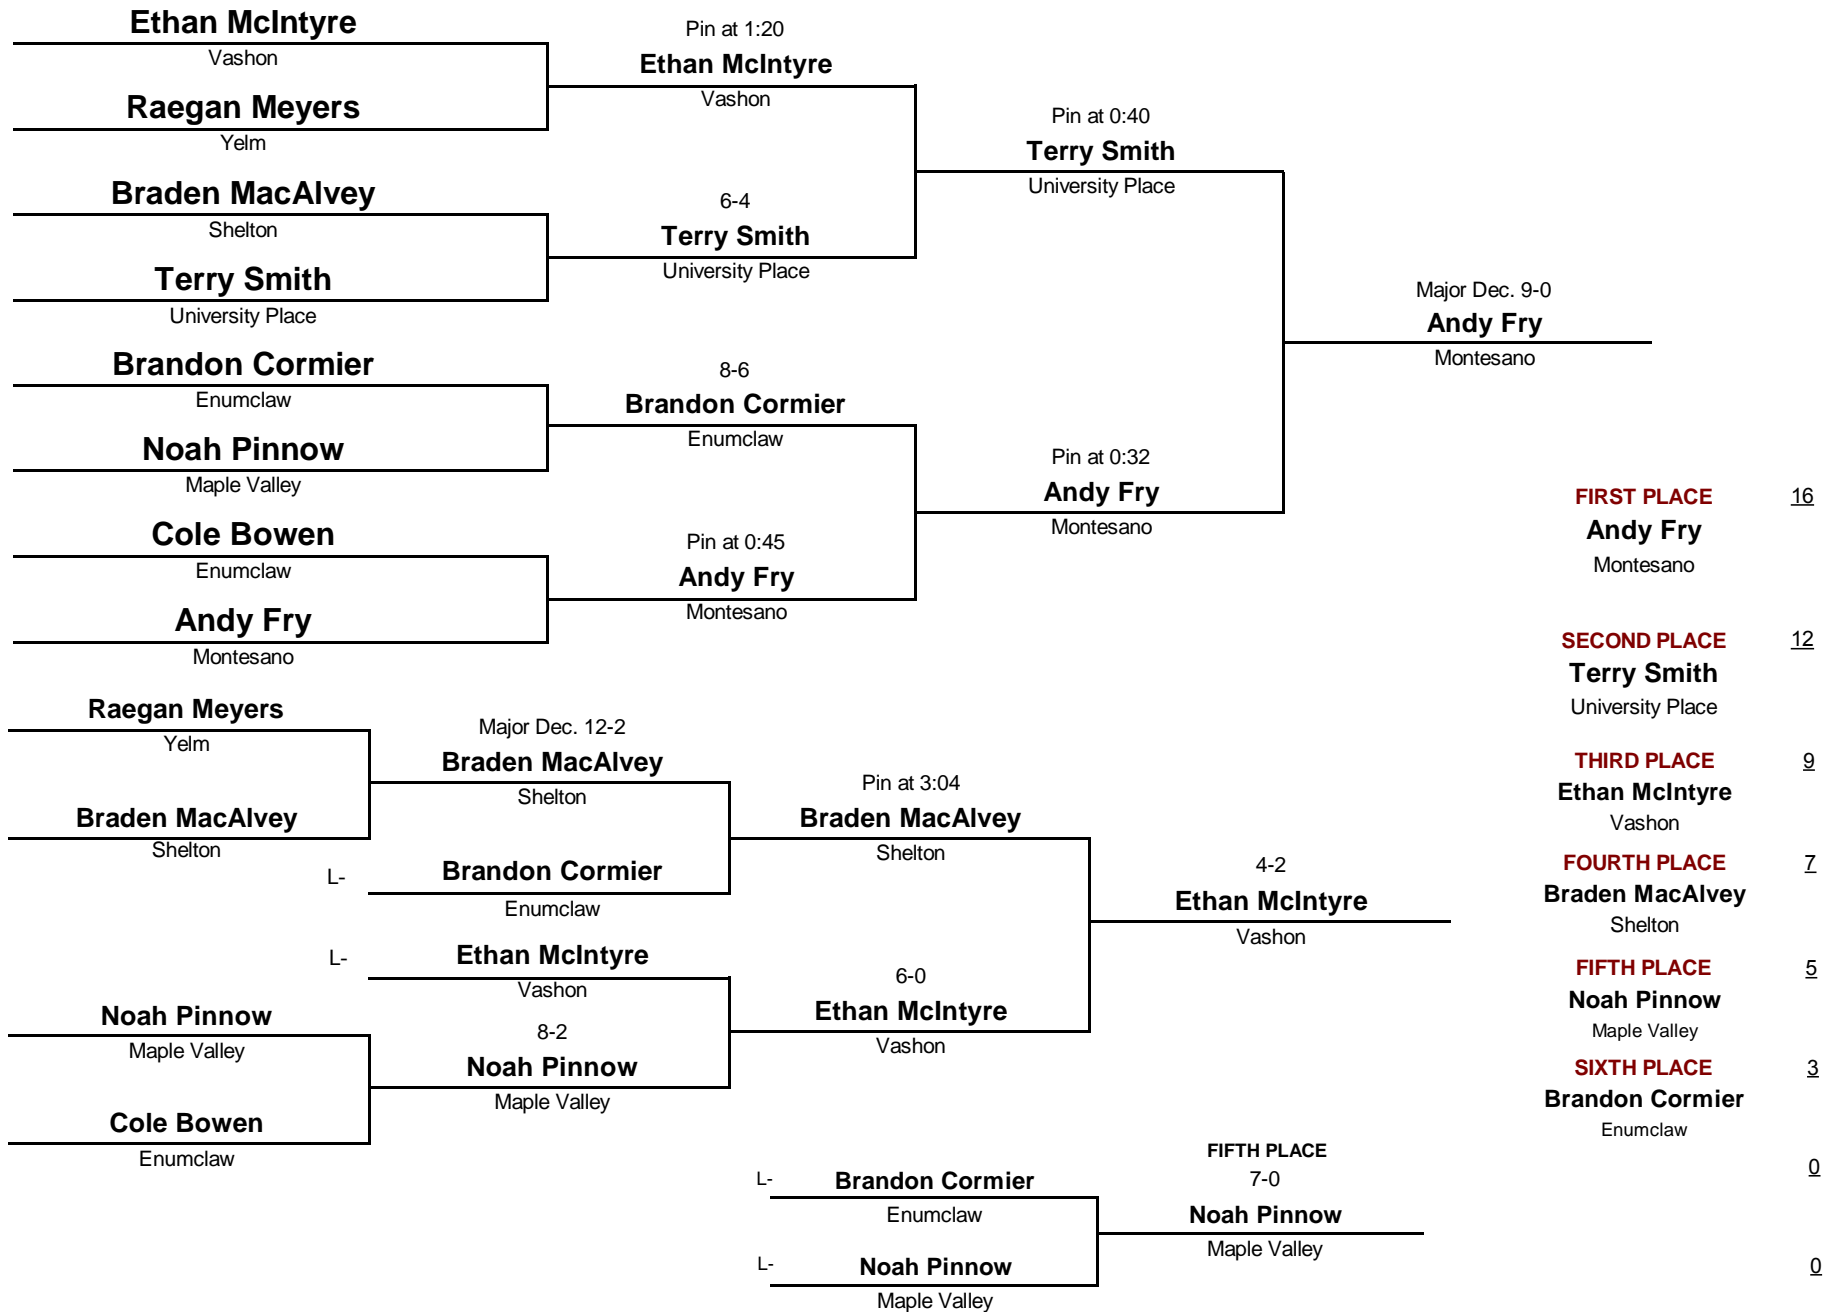 Ethan McIntyre
Vashon
Raegan Meyers
Yelm
Braden MacAlvey
Shelton
Terry Smith
University Place
Brandon Cormier
Enumclaw
Noah Pinnow
Maple Valley
Cole Bowen
Enumclaw
Andy Fry
Montesano
Pin at 1:20
Ethan McIntyre
Vashon
6-4
Terry Smith
University Place
8-6
Brandon Cormier
Enumclaw
Pin at 0:45
Andy Fry
Montesano
Pin at 0:40
Terry Smith
University Place
Pin at 0:32
Andy Fry
Montesano
Major Dec. 9-0
Andy Fry
Montesano
Raegan Meyers
Yelm
Braden MacAlvey
Shelton
Noah Pinnow
Maple Valley
Cole Bowen
Enumclaw
Major Dec. 12-2
Braden MacAlvey
Shelton
L- Brandon Cormier
Enumclaw
L- Ethan McIntyre
Vashon
8-2
Noah Pinnow
Maple Valley
Pin at 3:04
Braden MacAlvey
Shelton
6-0
Ethan McIntyre
Vashon
4-2
Ethan McIntyre
Vashon
L- Brandon Cormier
Enumclaw
L- Noah Pinnow
Maple Valley
FIFTH PLACE
7-0
Noah Pinnow
Maple Valley
FIRST PLACE 16
Andy Fry
Montesano
SECOND PLACE 12
Terry Smith
University Place
THIRD PLACE 9
Ethan McIntyre
Vashon
FOURTH PLACE 7
Braden MacAlvey
Shelton
FIFTH PLACE 5
Noah Pinnow
Maple Valley
SIXTH PLACE 3
Brandon Cormier
Enumclaw
0
0